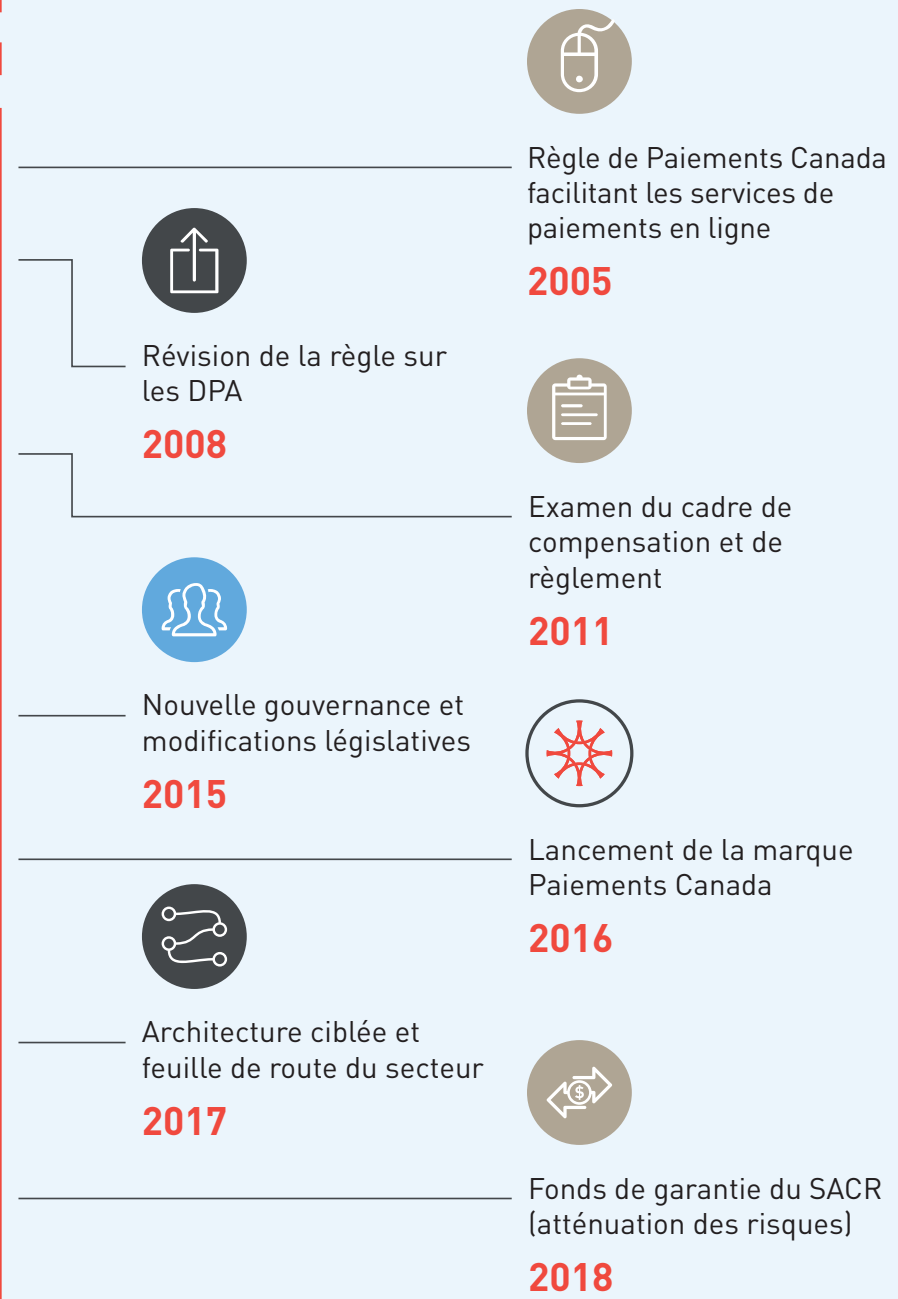 Règle de Paiements Canada
facilitant les services de
paiements en ligne
2005
Révision de la règle sur
les DPA
2008
Examen du cadre de
compensation et de
règlement
2011
Nouvelle gouvernance et
modifications législatives
2015
Lancement de la marque
Paiements Canada
2016
Architecture ciblée et
feuille de route du secteur
2017
$
Fonds de garantie du SACR
(atténuation des risques)
2018